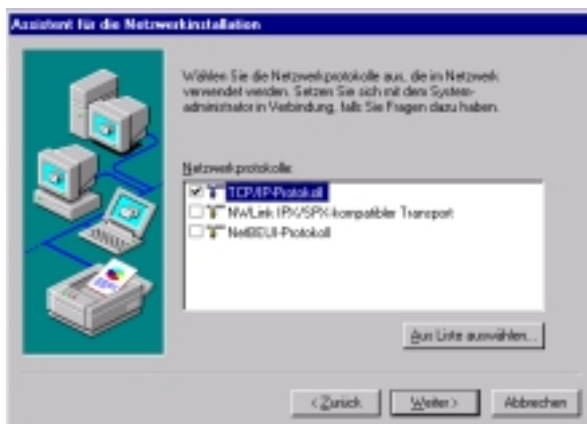 Assistent für die Netzwerkinstallation
Wählen Sie die Netzwerkprotokolle aus, die im Netzwerk
verwendet werden. Setzen Sie sich mit dem System-
administrator in Verbindung, falls Sie Fragen dazu haben.
Netzwerkprotokolle:
TCP/IP-Protokoll
NWLink IPX/SPX-kompatibler Transport
NetBEUI-Protokoll
Aus Liste auswählen...
< Zurück
Weiter >
Abbrechen